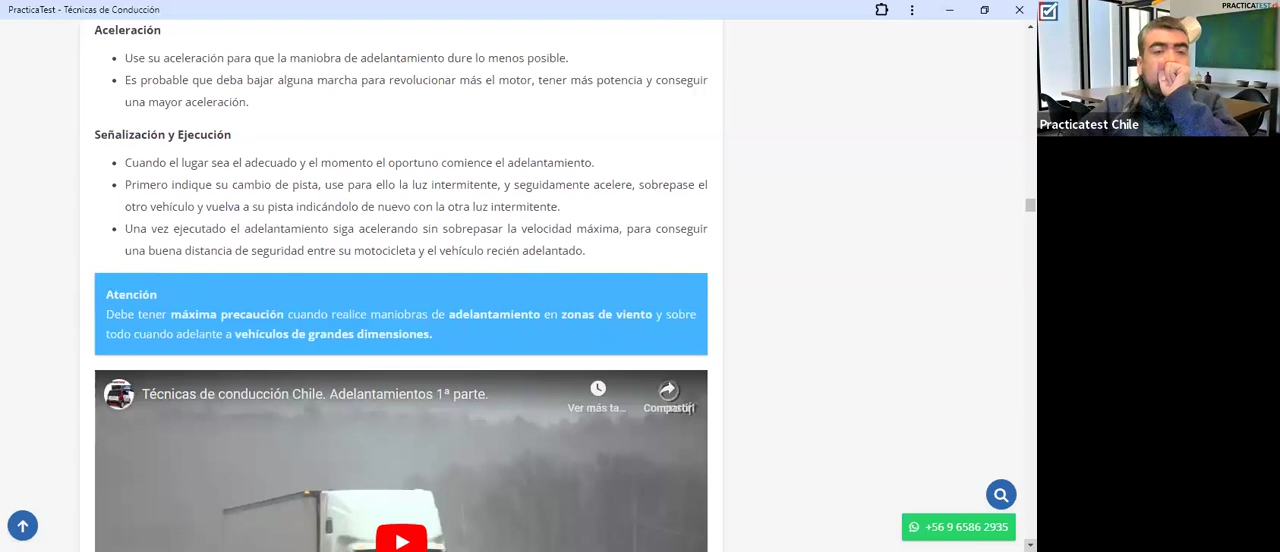 PracticaTest - Técnicas de Conducción
PRACTICATEST
Aceleración
Use su aceleración para que la maniobra de adelantamiento dure lo menos posible.
Es probable que deba bajar alguna marcha para revolucionar más el motor, tener más potencia y conseguir
una mayor aceleración.
Practicatest Chile
Señalización y Ejecución
Cuando el lugar sea el adecuado y el momento el oportuno comience el adelantamiento.
Primero indique su cambio de pista, use para ello la luz intermitente, y seguidamente acelere, sobrepase el
otro vehículo y vuelva a su pista indicándolo de nuevo con la otra luz intermitente.
Una vez ejecutado el adelantamiento siga acelerando sin sobrepasar la velocidad máxima, para conseguir
una buena distancia de seguridad entre su motocicleta y el vehículo recién adelantado.
Atención
Debe tener máxima precaución cuando realice maniobras de adelantamiento en zonas de viento y sobre
todo cuando adelante a vehículos de grandes dimensiones.
Técnicas de conducción Chile. Adelantamientos 1ª parte.
Ver más ta... Compartir
+56 9 6586 2935